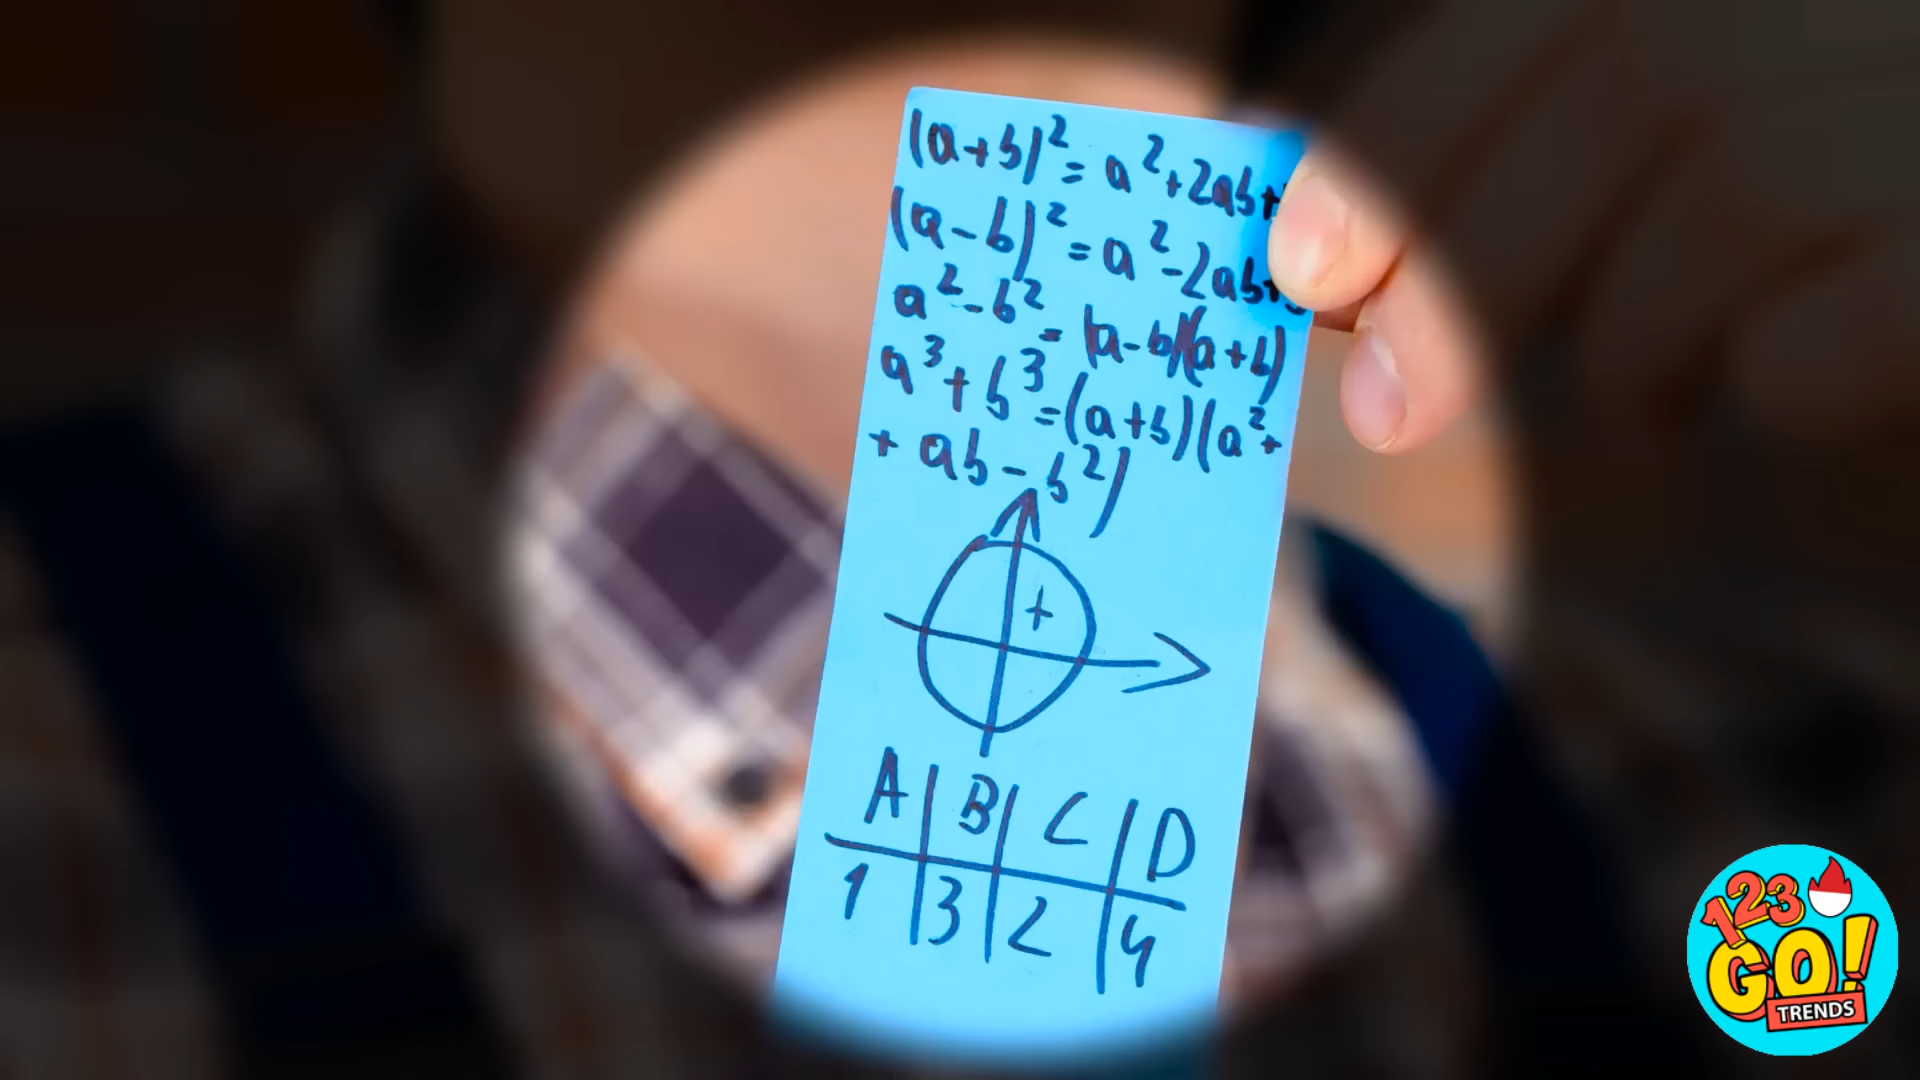 (a+b)² = a² + 2ab +
(a-b)² = a² - 2ab +
a² - b² = (a-b)(a+b)
a³ + b³ = (a+b)(a² +
+ ab - b²)
+
A | B | C | D
1 | 3 | 2 | 4
123
GO!
TRENDS